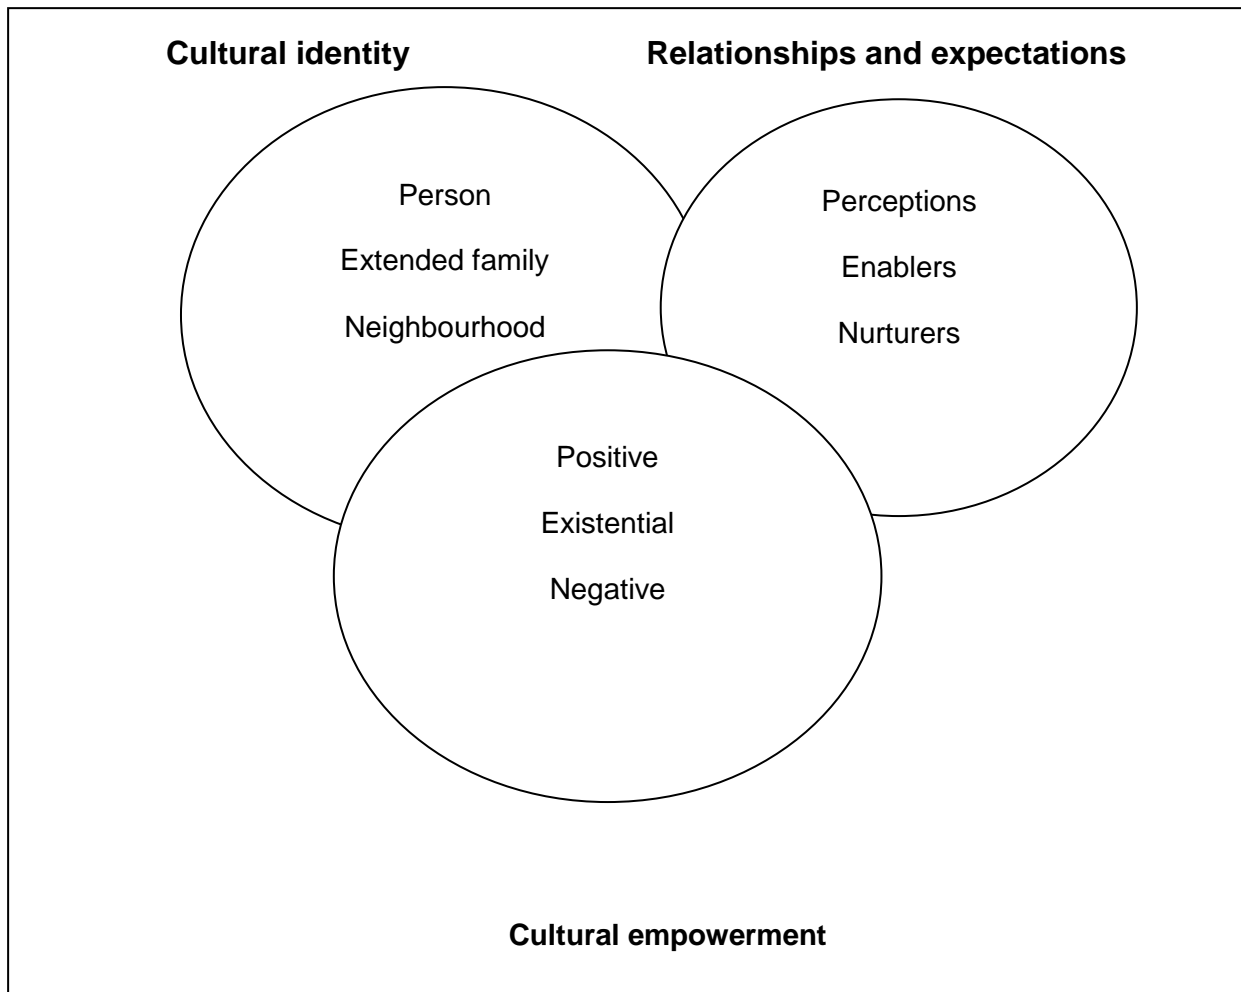 Cultural identity
Relationships and expectations
Person
Extended family
Neighbourhood
Perceptions
Enablers
Nurturers
Positive
Existential
Negative
Cultural empowerment